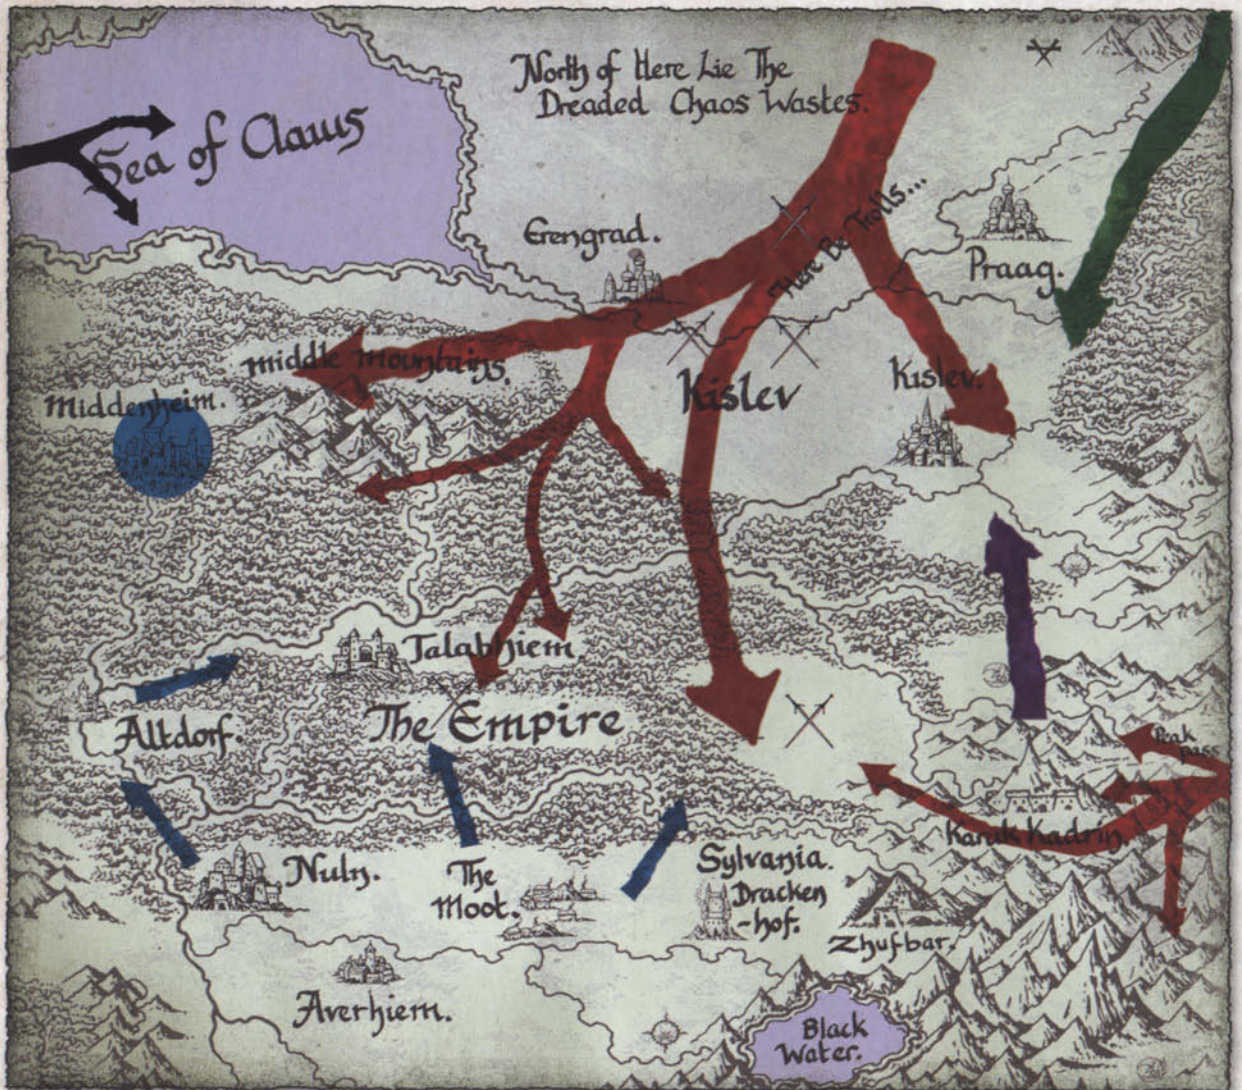 North of Here Lie The
Dreaded Chaos Wastes.
Sea of Claws
Here Be Trolls...
Erengrad.
Praag.
Middle Mountains.
Kislev.
Kislev
Middenheim.
Talabhiem
The Empire
Altdorf.
Peak
pass
Karak Kadrin.
Nuln.
The
Moot.
Sylvania.
Dracken
-hof.
Zhufbar.
Averhiem.
Black
Water.